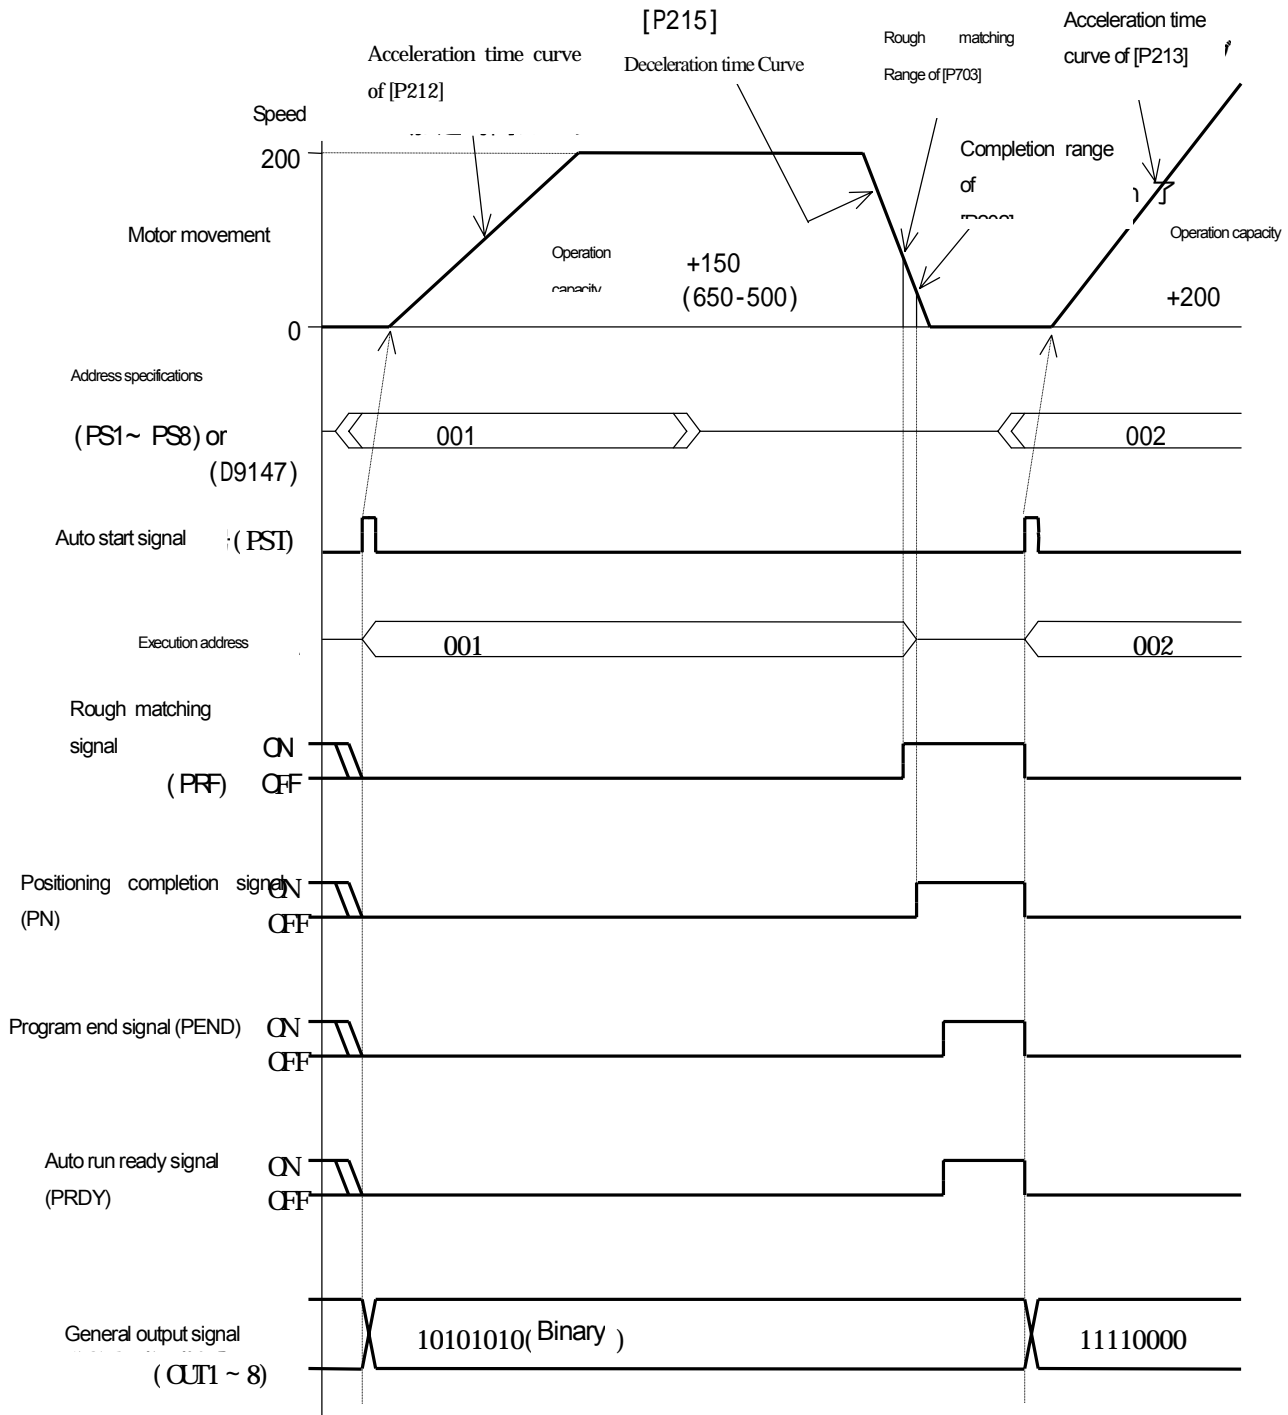 [P215]
Acceleration time curve
of [P212]
Deceleration time Curve
Rough matching
Range of [P703]
Acceleration time
curve of [P213]
Speed
200
Completion range
of
Motor movement
Operation
capacity
+150
(650-500)
Operation capacity
+200
0
Address specifications
(PS1~ PS8) or
(D9147)
001
002
Auto start signal (PST)
Execution address
001
002
Rough matching
signal
(PRF)
ON
OFF
Positioning completion signal
(PN)
ON
OFF
Program end signal (PEND)
ON
OFF
Auto run ready signal
(PRDY)
ON
OFF
General output signal
(OUT1 ~ 8)
10101010( Binary )
11110000